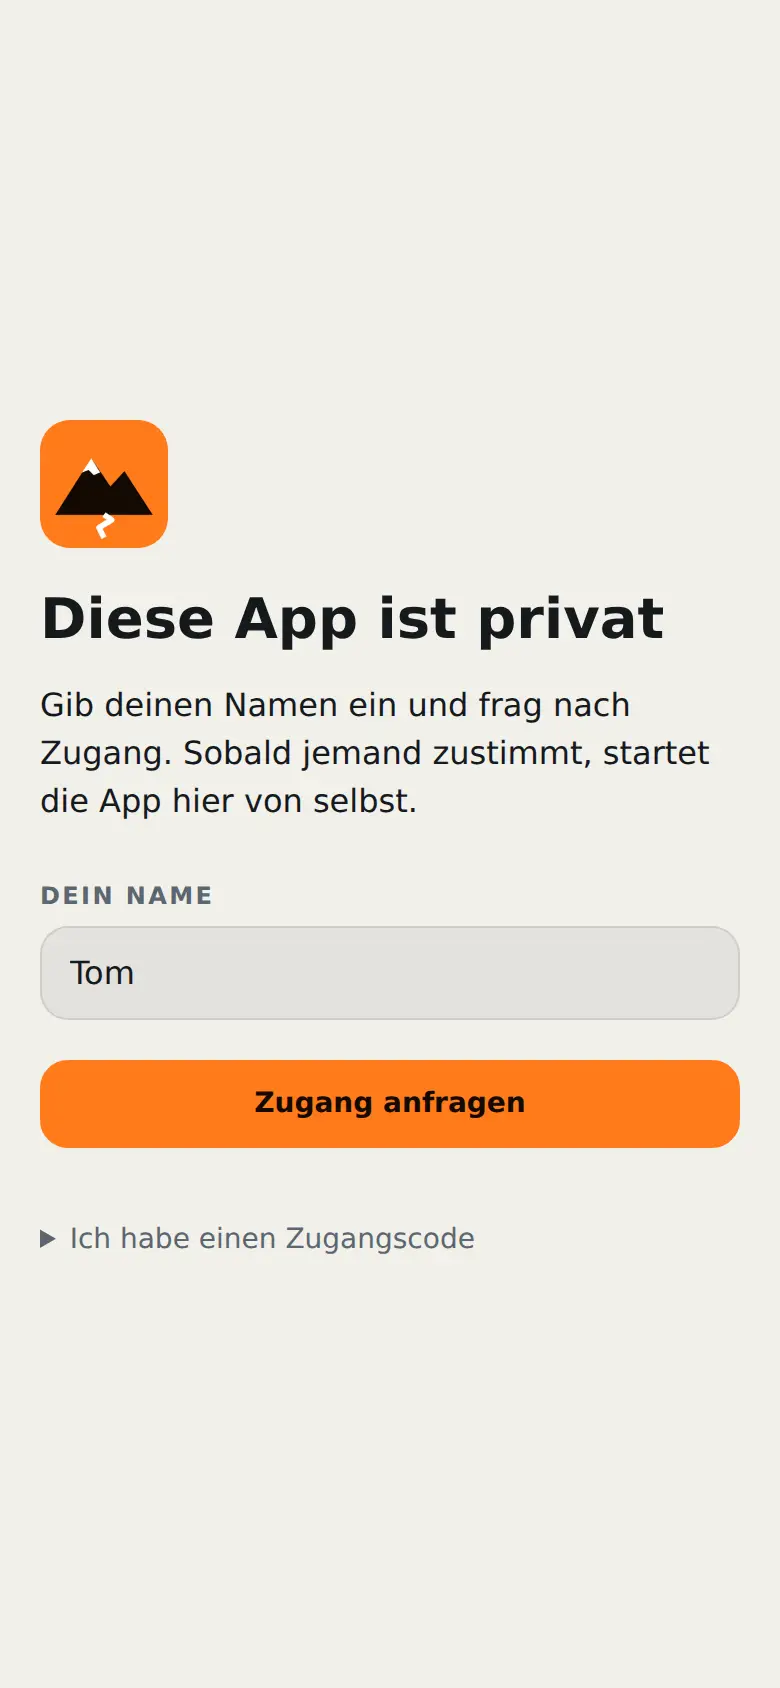 Diese App ist privat
Gib deinen Namen ein und frag nach
Zugang. Sobald jemand zustimmt, startet
die App hier von selbst.
DEIN NAME
Tom
Zugang anfragen
Ich habe einen Zugangscode